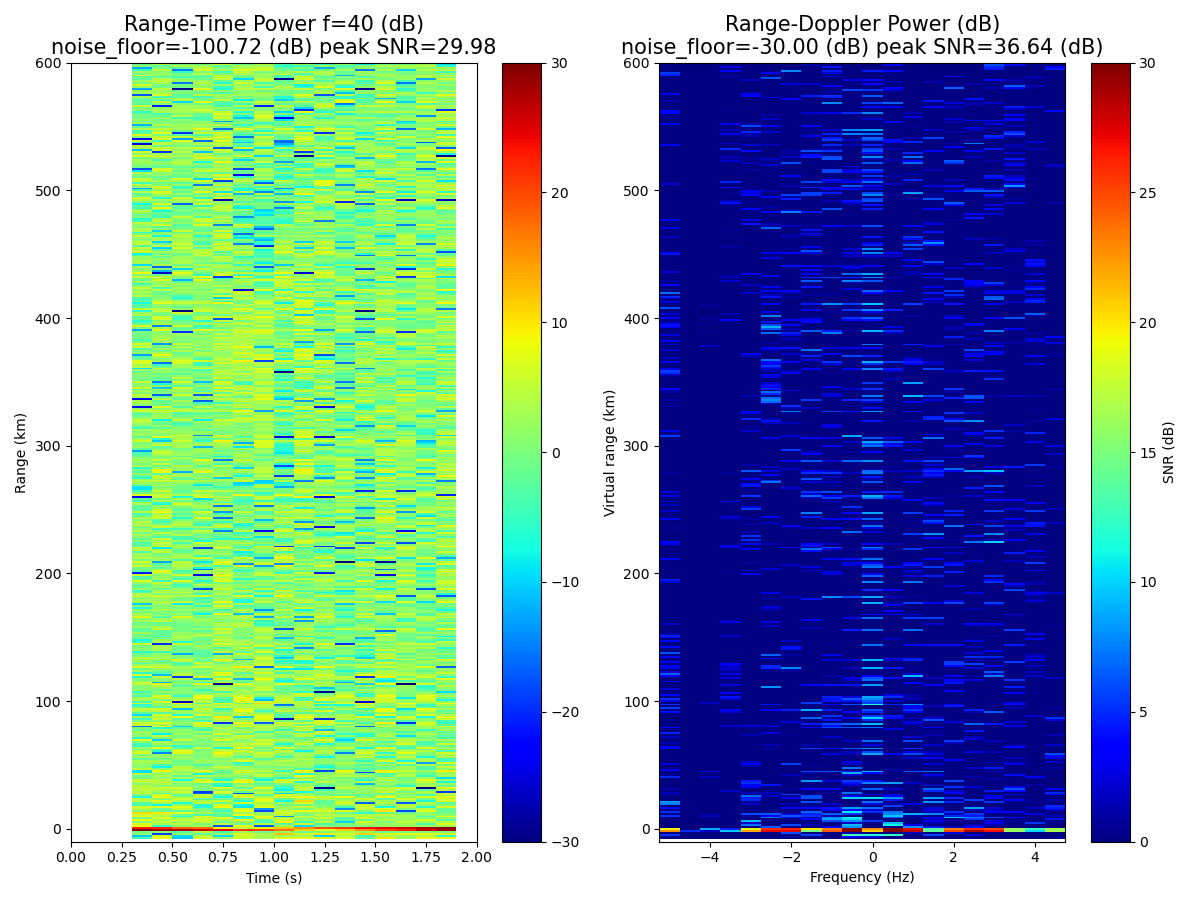 Range-Time Power f=40 (dB)
noise_floor=-100.72 (dB) peak SNR=29.98
600
500
400
300
200
100
0
Range (km)
0.00 0.25 0.50 0.75 1.00 1.25 1.50 1.75 2.00
Time (s)
30
20
10
0
−10
−20
−30
Range-Doppler Power (dB)
noise_floor=-30.00 (dB) peak SNR=36.64 (dB)
600
500
400
300
200
100
0
Virtual range (km)
−4 −2 0 2 4
Frequency (Hz)
30
25
20
15
10
5
0
SNR (dB)